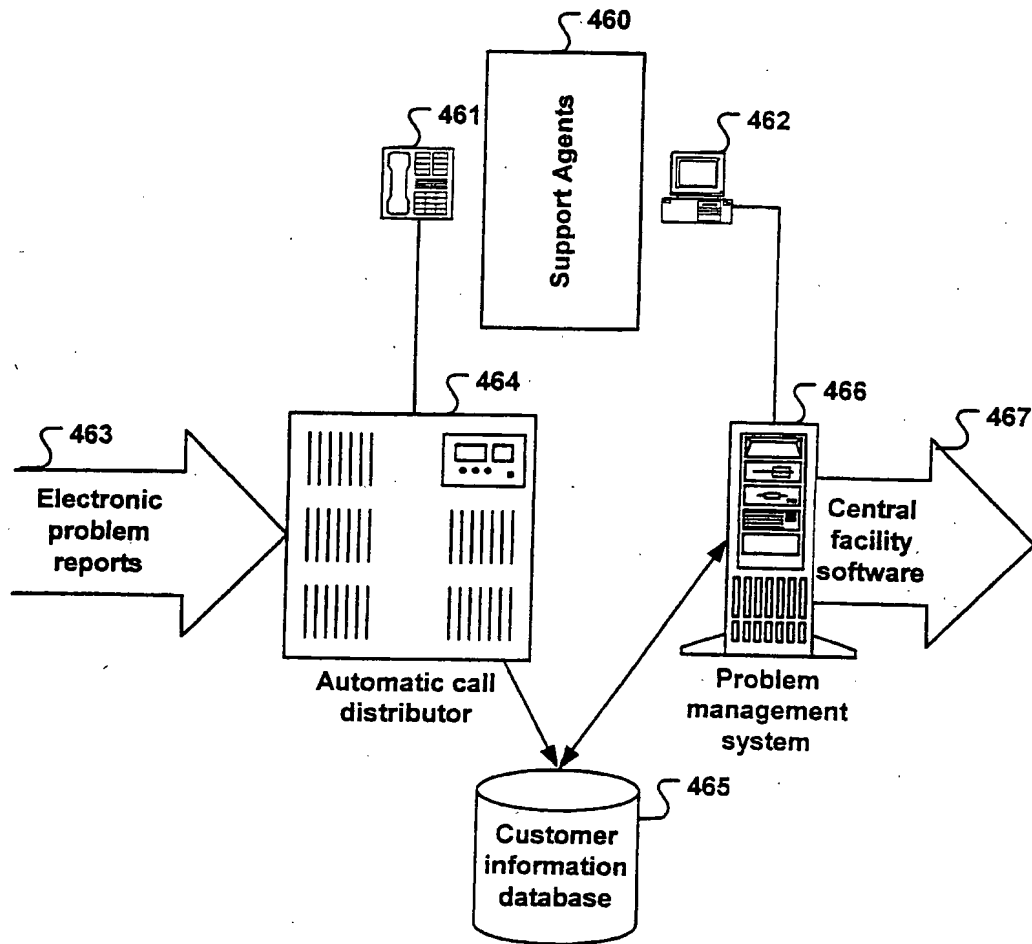 460
461
462
Support Agents
464
466
467
463
Electronic
problem
reports
Central
facility
software
Automatic call
distributor
Problem
management
system
465
Customer
information
database